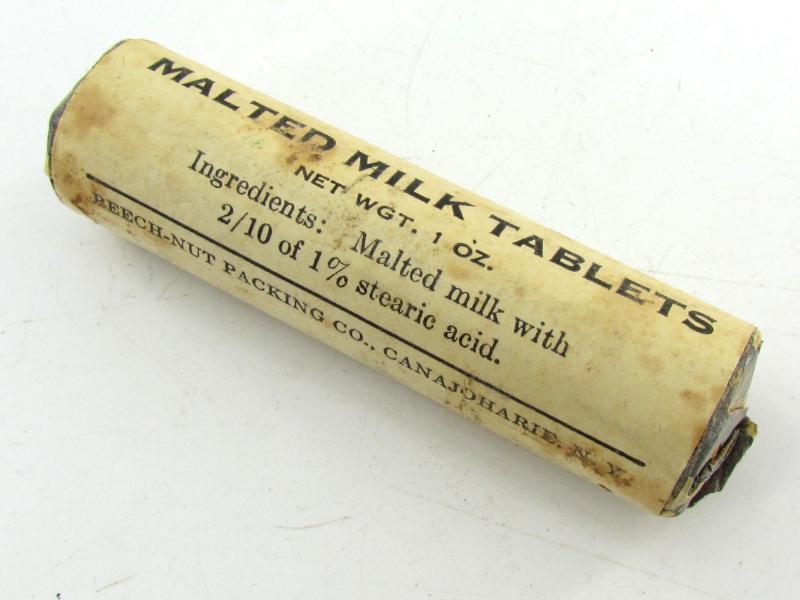 MALTED MILK TABLETS
NET WGT. 1 OZ.
Ingredients: Malted milk with
2/10 of 1% stearic acid.
BEECH-NUT PACKING CO., CANAJOHARIE, N. Y.